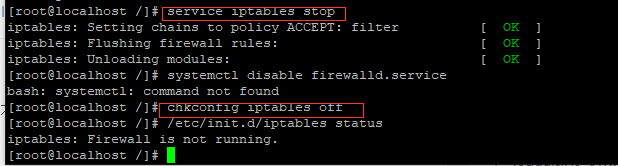 [root@localhost /]# service iptables stop
iptables: Setting chains to policy ACCEPT: filter [ OK ]
iptables: Flushing firewall rules: [ OK ]
iptables: Unloading modules: [ OK ]
[root@localhost /]# systemctl disable firewalld.service
bash: systemctl: command not found
[root@localhost /]# chkconfig iptables off
[root@localhost /]# /etc/init.d/iptables status
iptables: Firewall is not running.
[root@localhost /]#